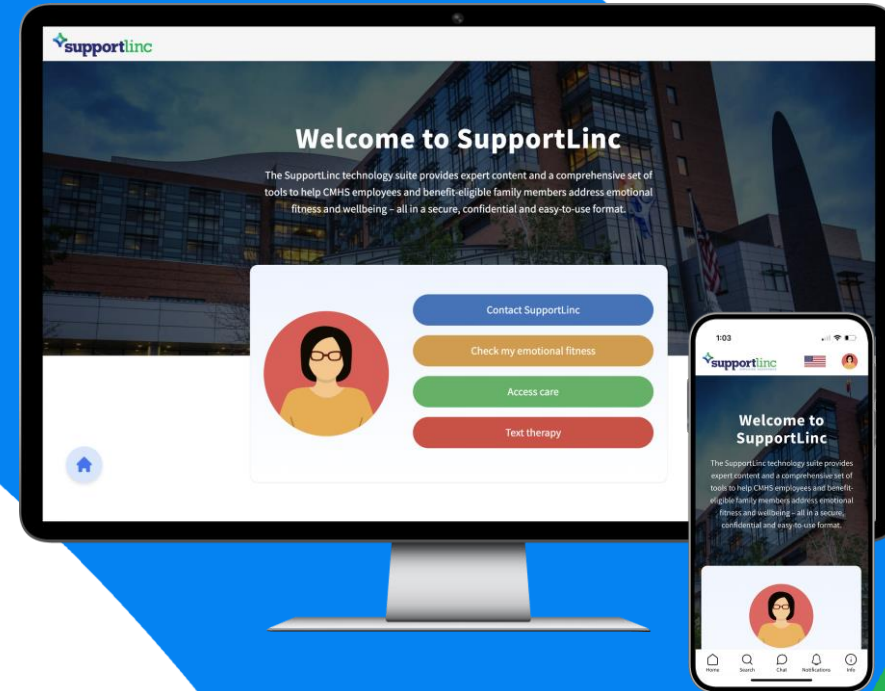 supportlinc
Welcome to SupportLinc
The SupportLinc technology suite provides expert content and a comprehensive set of
tools to help CMHS employees and benefit-eligible family members address emotional
fitness and wellbeing – all in a secure, confidential and easy-to-use format.
Contact SupportLinc
Check my emotional fitness
Access care
Text therapy
1:03
supportlinc
Welcome to
SupportLinc
The SupportLinc technology suite provides
expert content and a comprehensive set of
tools to help CMHS employees and benefit-
eligible family members address emotional
fitness and wellbeing – all in a secure,
confidential and easy-to-use format.
Home Search Chat Notifications Info